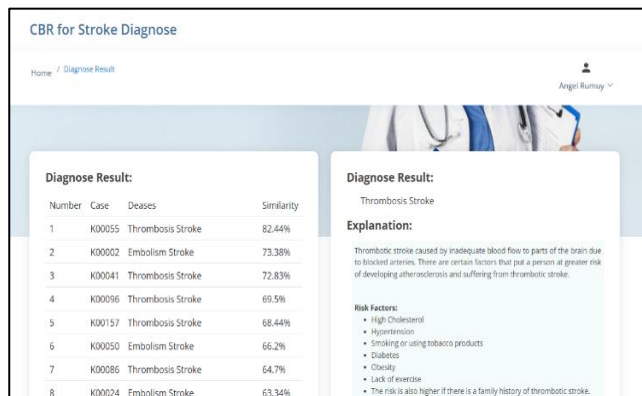 CBR for Stroke Diagnose
Home / Diagnose Result
Angel Rumuy
Diagnose Result:
Number Case Deases Similarity
1 K00055 Thrombosis Stroke 82.44%
2 K00002 Embolism Stroke 73.38%
3 K00041 Thrombosis Stroke 72.83%
4 K00096 Thrombosis Stroke 69.5%
5 K00157 Thrombosis Stroke 68.44%
6 K00050 Embolism Stroke 66.2%
7 K00086 Thrombosis Stroke 64.7%
8 K00024 Embolism Stroke 63.34%
Diagnose Result:
Thrombosis Stroke
Explanation:
Thrombotic stroke caused by inadequate blood flow to parts of the brain due
to blocked arteries. There are certain factors that put a person at greater risk
of developing atherosclerosis and suffering from thrombotic stroke.
Risk Factors:
• High Cholesterol
• Hypertension
• Smoking or using tobacco products
• Diabetes
• Obesity
• Lack of exercise
• The risk is also higher if there is a family history of thrombotic stroke.